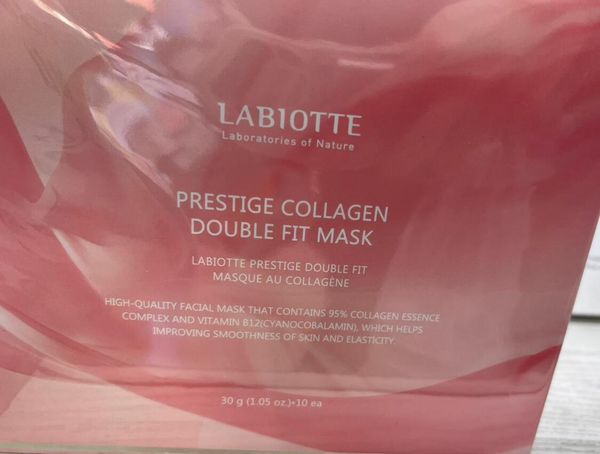 LABIOTTE
Laboratories of Nature
PRESTIGE COLLAGEN
DOUBLE FIT MASK
LABIOTTE PRESTIGE DOUBLE FIT
MASQUE AU COLLAGÈNE
HIGH-QUALITY FACIAL MASK THAT CONTAINS 95% COLLAGEN ESSENCE
COMPLEX AND VITAMIN B12(CYANOCOBALAMIN), WHICH HELPS
IMPROVING SMOOTHNESS OF SKIN AND ELASTICITY.
30 g (1.05 oz.)*10 ea